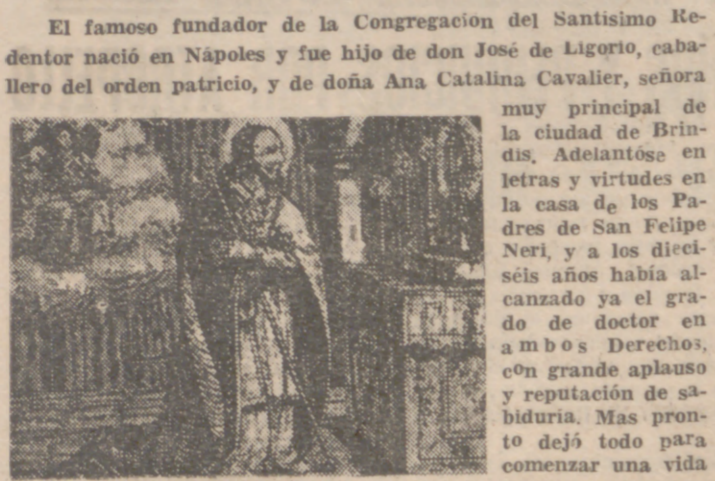 El famoso fundador de la Congregación del Santísimo Re-
dentor nació en Nápoles y fue hijo de don José de Ligorio, caba-
llero del orden patricio, y de doña Ana Catalina Cavalier, señora
muy principal de
la ciudad de Brin-
dis. Adelantóse en
letras y virtudes en
la casa de los Pa-
dres de San Felipe
Neri, y a los dieci-
séis años había al-
canzado ya el gra-
do de doctor en
ambos Derechos,
con grande aplauso
y reputación de sa-
biduría. Mas pron-
to dejó todo para
comenzar una vida